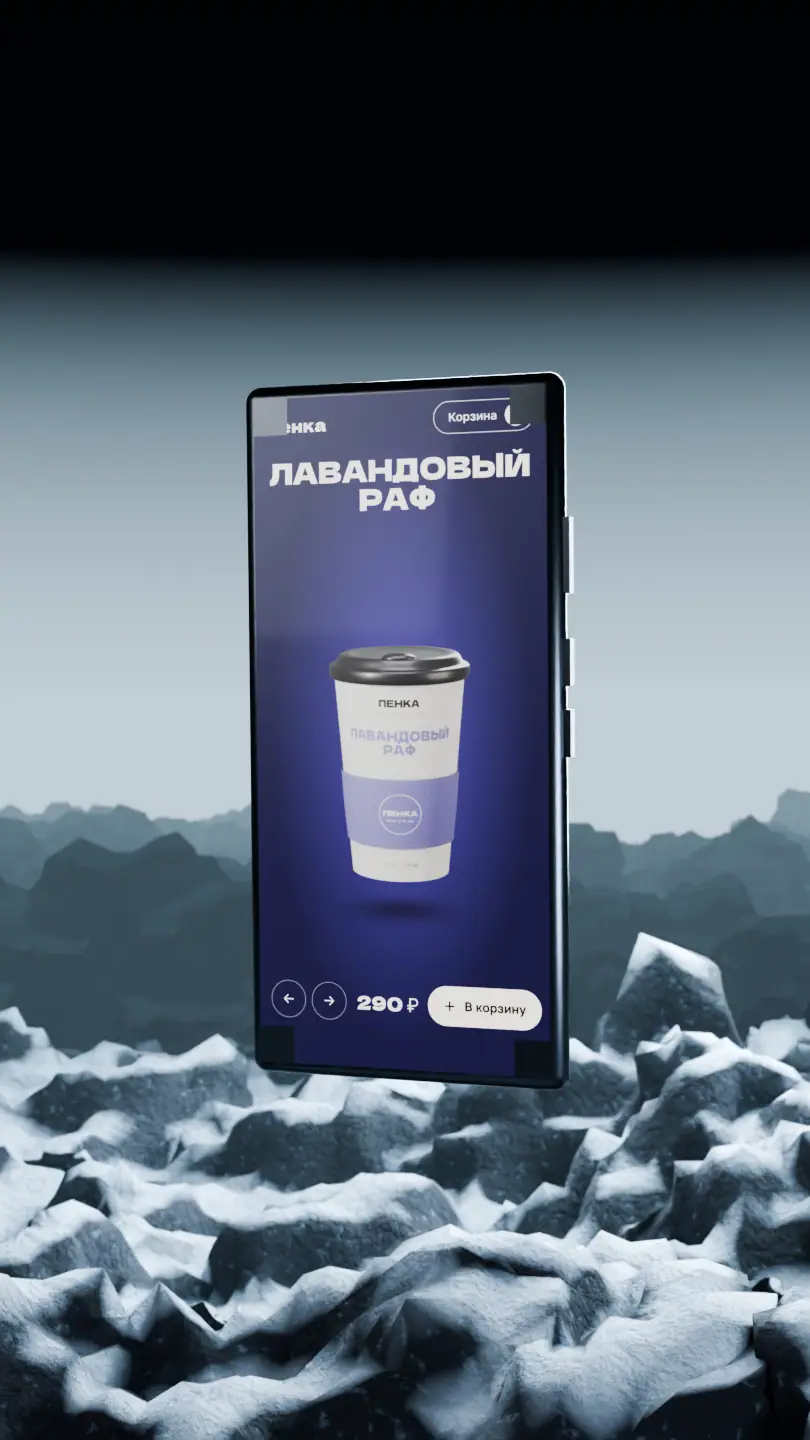 енка
Корзина
ЛАВАНДОВЫЙ
РАФ
ПЕНКА
ЛАВАНДОВЫЙ
РАФ
ПЕНКА
290 ₽
+ В корзину